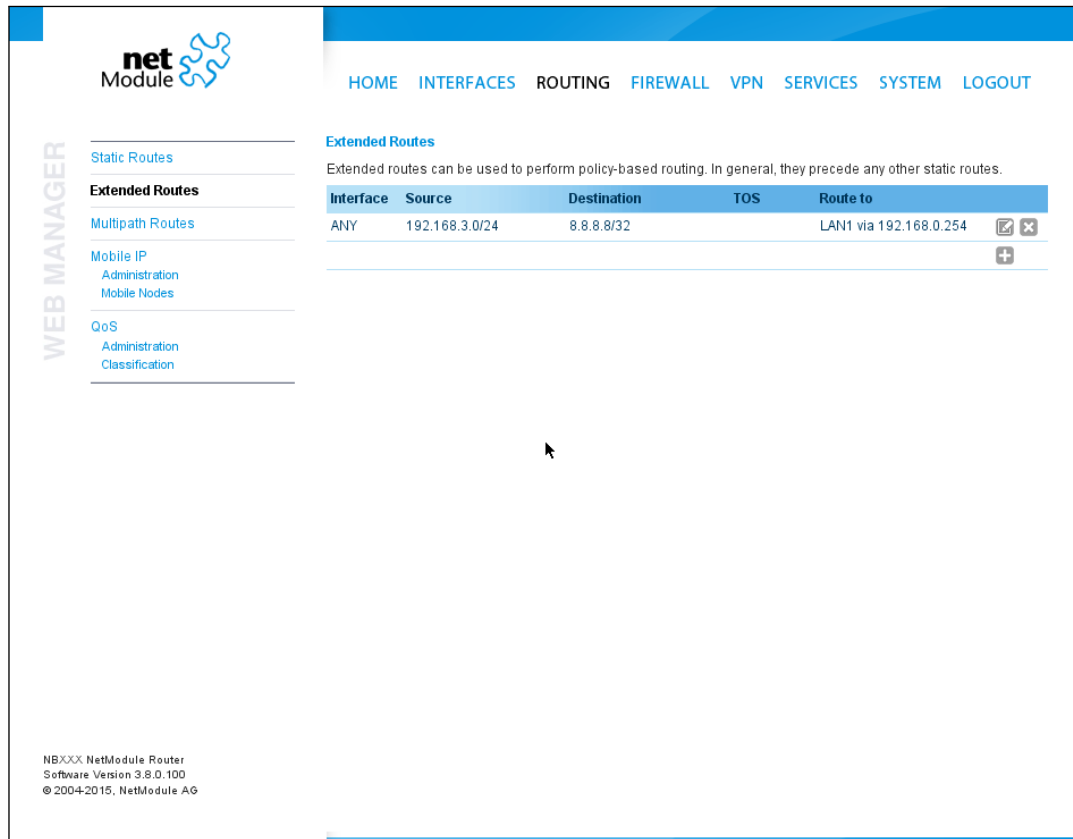 net
Module
HOME INTERFACES ROUTING FIREWALL VPN SERVICES SYSTEM LOGOUT
WEB MANAGER
Static Routes
Extended Routes
Multipath Routes
Mobile IP
Administration
Mobile Nodes
QoS
Administration
Classification
Extended Routes
Extended routes can be used to perform policy-based routing. In general, they precede any other static routes.
Interface Source Destination TOS Route to
ANY 192.168.3.0/24 8.8.8.8/32 LAN1 via 192.168.0.254
NBXXX NetModule Router
Software Version 3.8.0.100
© 2004-2015, NetModule AG